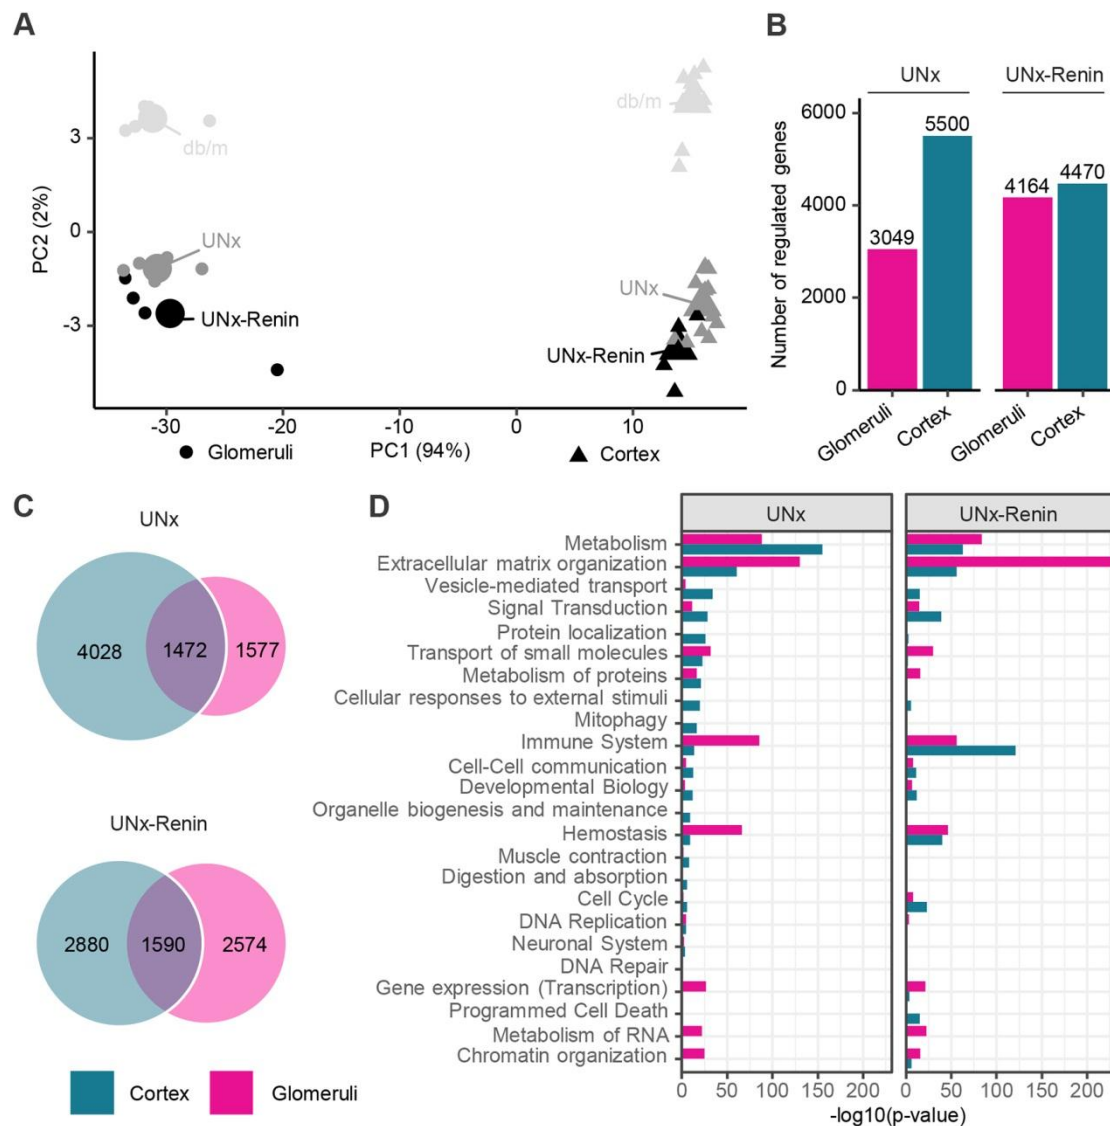 A
db/m
db/m
UNx
UNx
UNx-Renin
UNx-Renin
3
0
-3
PC2 (2%)
-30
-20
-10
0
10
PC1 (94%)
Glomeruli
Cortex
B
UNx
UNx-Renin
6000
4000
2000
0
Number of regulated genes
3049
5500
4164
4470
Glomeruli
Cortex
Glomeruli
Cortex
C
UNx
4028
1472
1577
UNx-Renin
2880
1590
2574
Cortex
Glomeruli
D
UNx
UNx-Renin
Metabolism
Extracellular matrix organization
Vesicle-mediated transport
Signal Transduction
Protein localization
Transport of small molecules
Metabolism of proteins
Cellular responses to external stimuli
Mitophagy
Immune System
Cell-Cell communication
Developmental Biology
Organelle biogenesis and maintenance
Hemostasis
Muscle contraction
Digestion and absorption
Cell Cycle
DNA Replication
Neuronal System
DNA Repair
Gene expression (Transcription)
Programmed Cell Death
Metabolism of RNA
Chromatin organization
0 50 100 150 200
0 50 100 150 200
-log10(p-value)